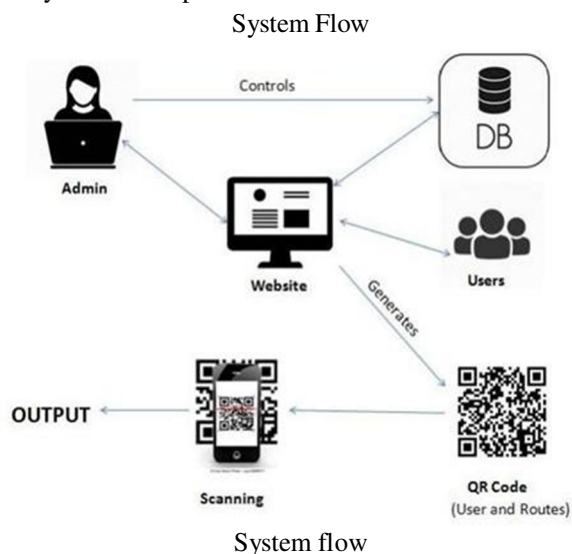 System Flow
Controls
DB
Admin
Website
Users
Generates
OUTPUT
Scanning
QR Code
(User and Routes)
System flow